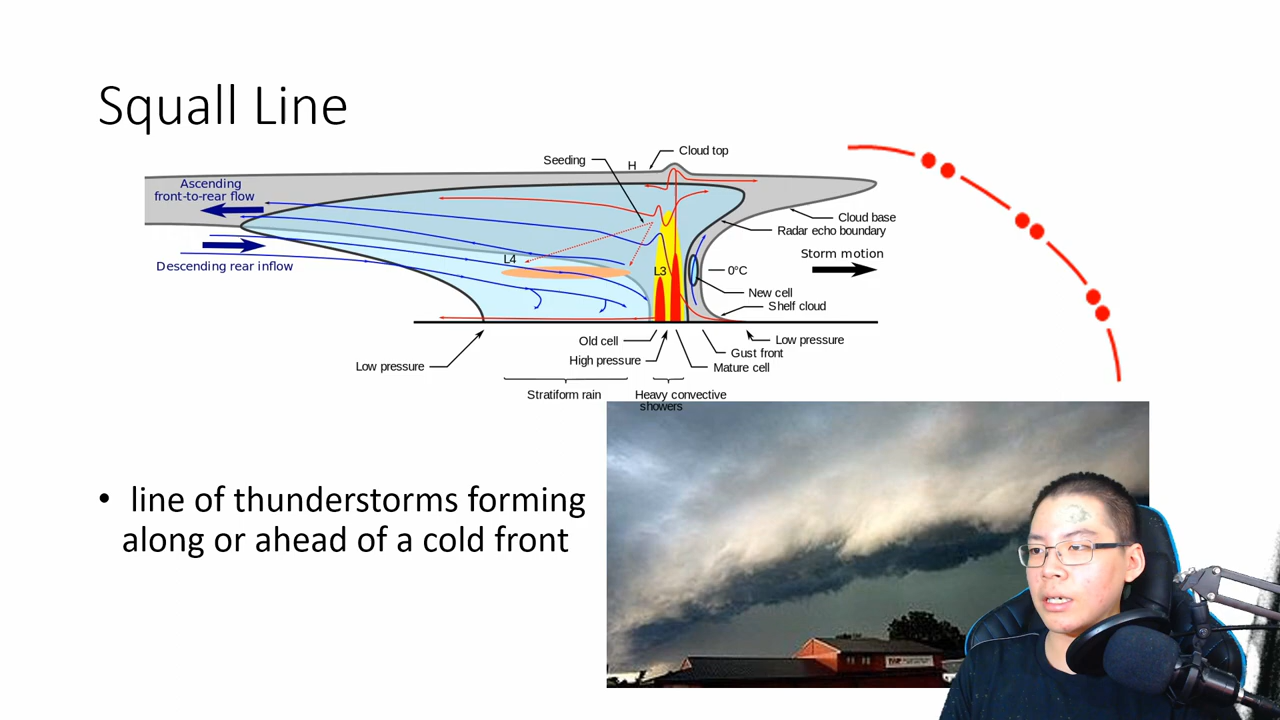 Squall Line
Seeding
H
Cloud top
Ascending
front-to-rear flow
Cloud base
Radar echo boundary
Storm motion
Descending rear inflow
L4
L3
0°C
New cell
Shelf cloud
Old cell
Low pressure
High pressure
Gust front
Low pressure
Mature cell
Stratiform rain
Heavy convective
showers
• line of thunderstorms forming
along or ahead of a cold front